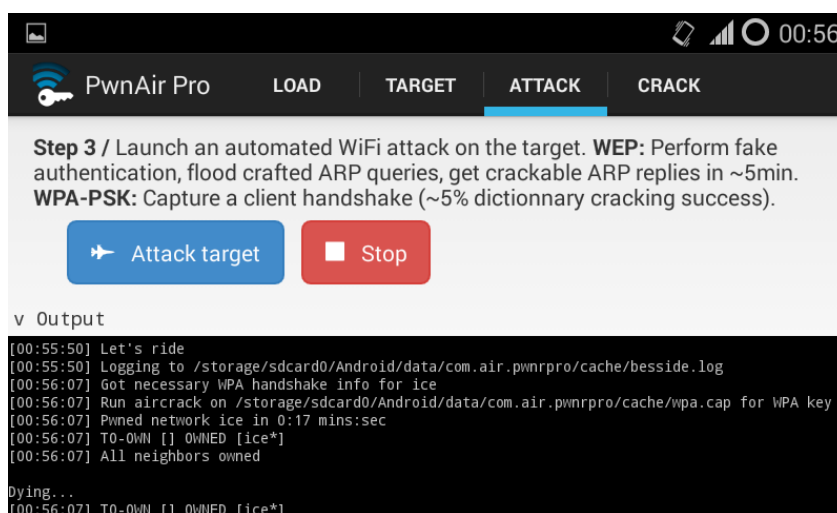 00:56
PwnAir Pro LOAD TARGET ATTACK CRACK
Step 3 / Launch an automated WiFi attack on the target. WEP: Perform fake
authentication, flood crafted ARP queries, get crackable ARP replies in ~5min.
WPA-PSK: Capture a client handshake (~5% dictionnary cracking success).
Attack target Stop
v Output
[00:55:50] Let's ride
[00:55:50] Logging to /storage/sdcard0/Android/data/com.air.pwnrpro/cache/besside.log
[00:56:07] Got necessary WPA handshake info for ice
[00:56:07] Run aircrack on /storage/sdcard0/Android/data/com.air.pwnrpro/cache/wpa.cap for WPA key
[00:56:07] Pwned network ice in 0:17 mins:sec
[00:56:07] TO-OWN [] OWNED [ice*]
[00:56:07] All neighbors owned
Dying...
[00:56:07] TO-OWN [] OWNED [ice*]